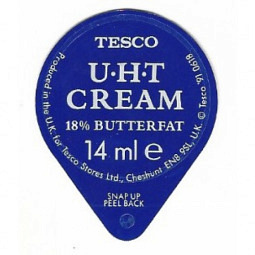 TESCO
U·H·T
CREAM
18% BUTTERFAT
14 ml e
Produced in the U.K. for Tesco Stores Ltd., Cheshunt EN8 9SL, U.K. © Tesco 91 0618
SNAP UP
PEEL BACK